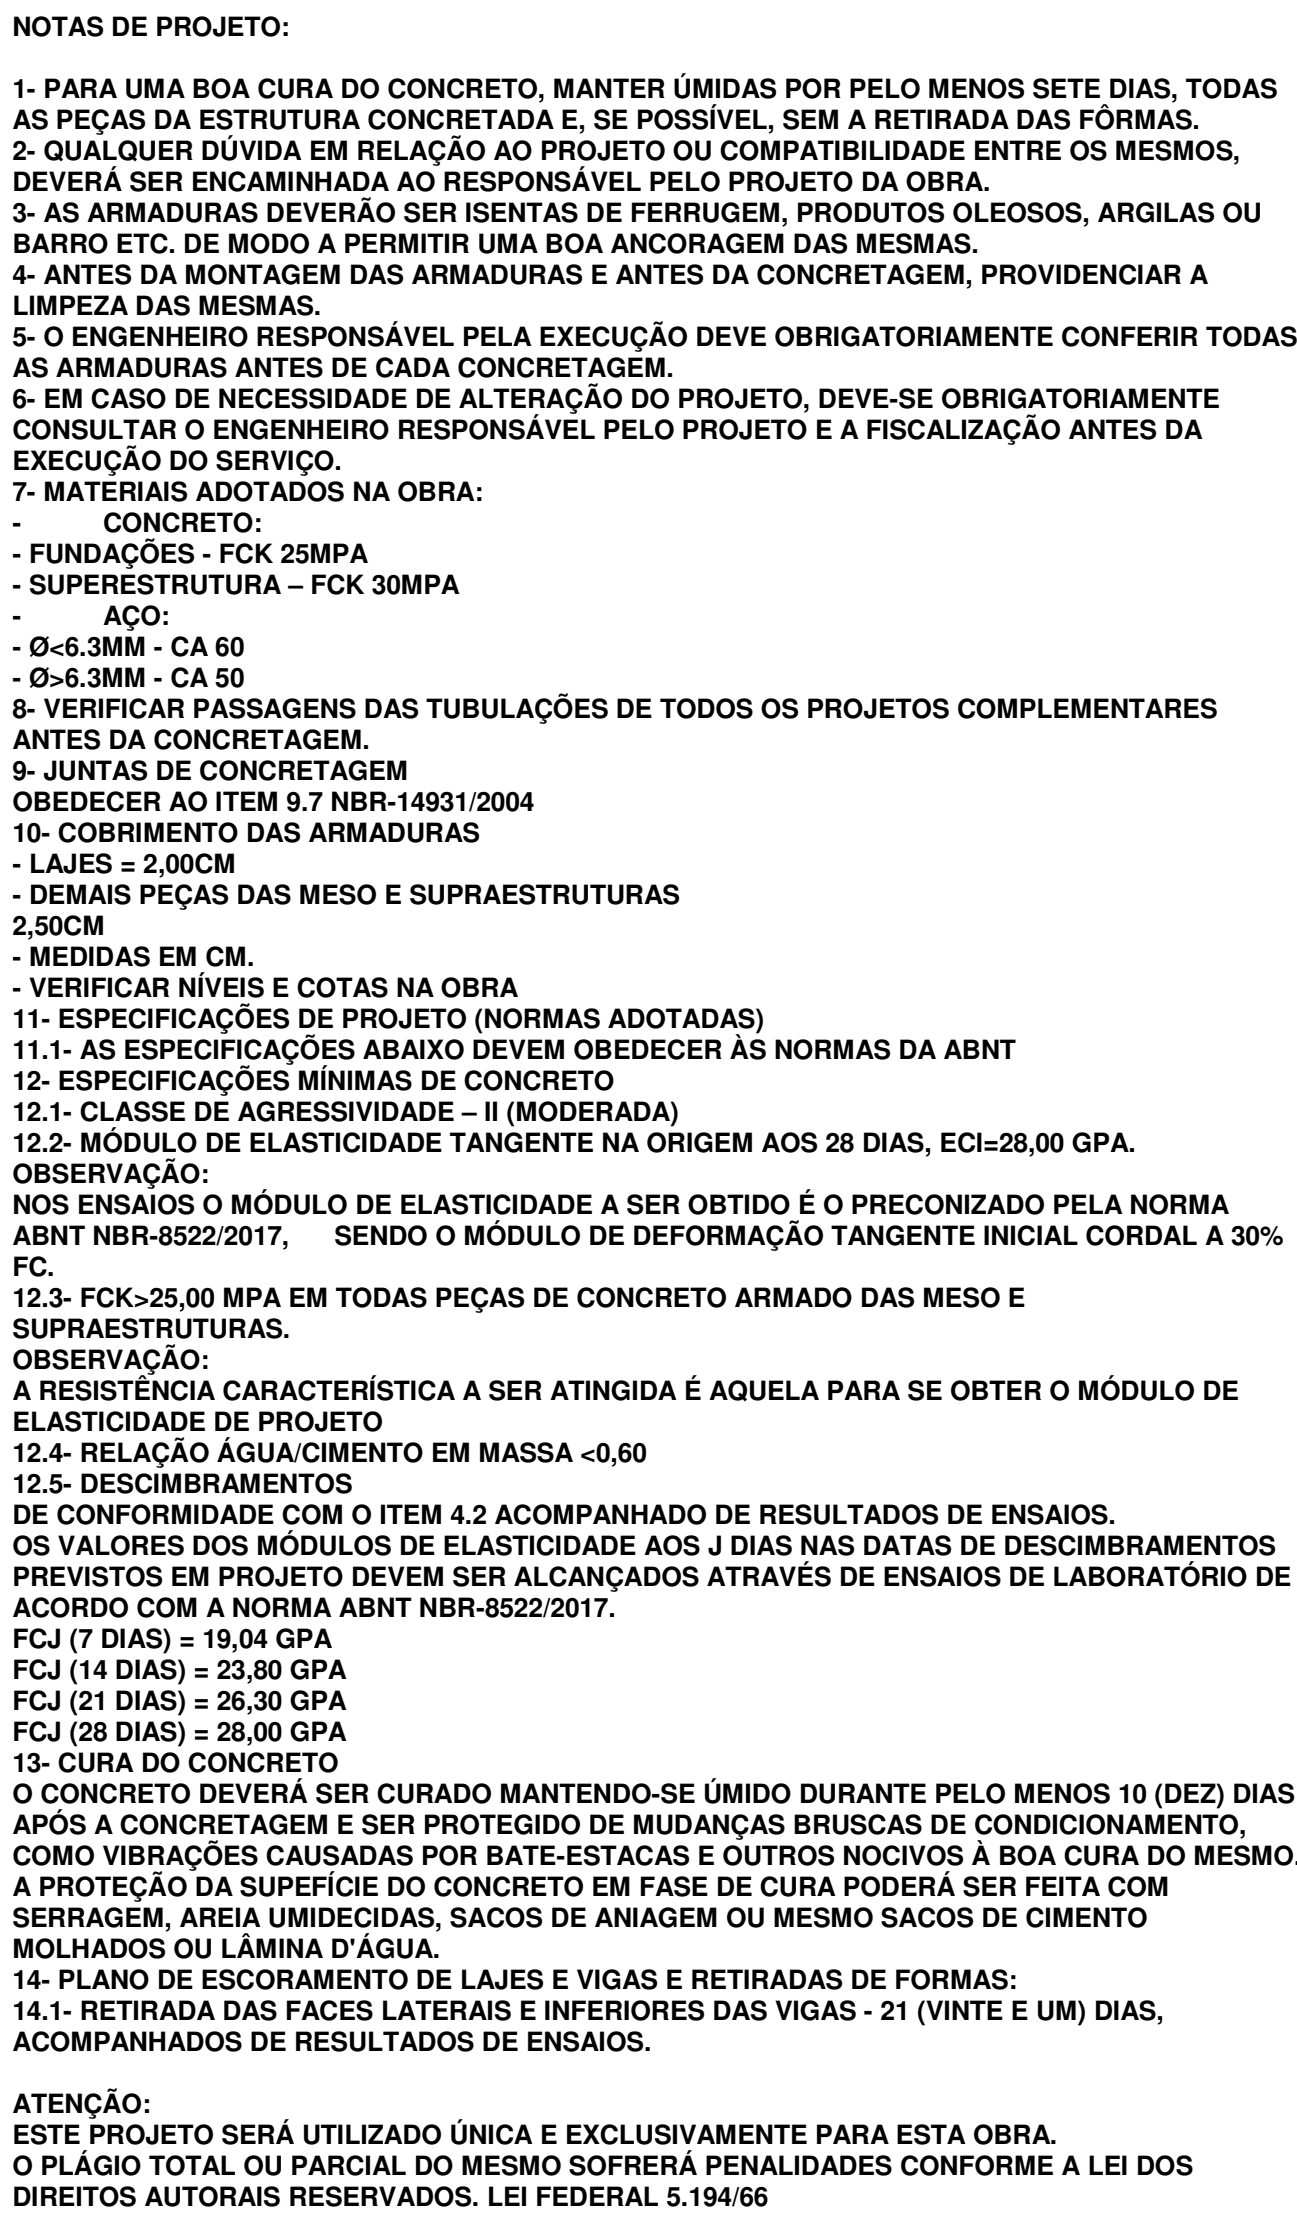 NOTAS DE PROJETO:

1- PARA UMA BOA CURA DO CONCRETO, MANTER ÚMIDAS POR PELO MENOS SETE DIAS, TODAS
AS PEÇAS DA ESTRUTURA CONCRETADA E, SE POSSÍVEL, SEM A RETIRADA DAS FÔRMAS.
2- QUALQUER DÚVIDA EM RELAÇÃO AO PROJETO OU COMPATIBILIDADE ENTRE OS MESMOS,
DEVERÁ SER ENCAMINHADA AO RESPONSÁVEL PELO PROJETO DA OBRA.
3- AS ARMADURAS DEVERÃO SER ISENTAS DE FERRUGEM, PRODUTOS OLEOSOS, ARGILAS OU
BARRO ETC. DE MODO A PERMITIR UMA BOA ANCORAGEM DAS MESMAS.
4- ANTES DA MONTAGEM DAS ARMADURAS E ANTES DA CONCRETAGEM, PROVIDENCIAR A
LIMPEZA DAS MESMAS.
5- O ENGENHEIRO RESPONSÁVEL PELA EXECUÇÃO DEVE OBRIGATORIAMENTE CONFERIR TODAS
AS ARMADURAS ANTES DE CADA CONCRETAGEM.
6- EM CASO DE NECESSIDADE DE ALTERAÇÃO DO PROJETO, DEVE-SE OBRIGATORIAMENTE
CONSULTAR O ENGENHEIRO RESPONSÁVEL PELO PROJETO E A FISCALIZAÇÃO ANTES DA
EXECUÇÃO DO SERVIÇO.
7- MATERIAIS ADOTADOS NA OBRA:
- CONCRETO:
- FUNDAÇÕES - FCK 25MPA
- SUPERESTRUTURA – FCK 30MPA
- AÇO:
- Ø<6.3MM - CA 60
- Ø>6.3MM - CA 50
8- VERIFICAR PASSAGENS DAS TUBULAÇÕES DE TODOS OS PROJETOS COMPLEMENTARES
ANTES DA CONCRETAGEM.
9- JUNTAS DE CONCRETAGEM
OBEDECER AO ITEM 9.7 NBR-14931/2004
10- COBRIMENTO DAS ARMADURAS
- LAJES = 2,00CM
- DEMAIS PEÇAS DAS MESO E SUPRAESTRUTURAS
2,50CM
- MEDIDAS EM CM.
- VERIFICAR NÍVEIS E COTAS NA OBRA
11- ESPECIFICAÇÕES DE PROJETO (NORMAS ADOTADAS)
11.1- AS ESPECIFICAÇÕES ABAIXO DEVEM OBEDECER ÀS NORMAS DA ABNT
12- ESPECIFICAÇÕES MÍNIMAS DE CONCRETO
12.1- CLASSE DE AGRESSIVIDADE – II (MODERADA)
12.2- MÓDULO DE ELASTICIDADE TANGENTE NA ORIGEM AOS 28 DIAS, ECI=28,00 GPA.
OBSERVAÇÃO:
NOS ENSAIOS O MÓDULO DE ELASTICIDADE A SER OBTIDO É O PRECONIZADO PELA NORMA
ABNT NBR-8522/2017, SENDO O MÓDULO DE DEFORMAÇÃO TANGENTE INICIAL CORDAL A 30%
FC.
12.3- FCK>25,00 MPA EM TODAS PEÇAS DE CONCRETO ARMADO DAS MESO E
SUPRAESTRUTURAS.
OBSERVAÇÃO:
A RESISTÊNCIA CARACTERÍSTICA A SER ATINGIDA É AQUELA PARA SE OBTER O MÓDULO DE
ELASTICIDADE DE PROJETO
12.4- RELAÇÃO ÁGUA/CIMENTO EM MASSA <0,60
12.5- DESCIMBRAMENTOS
DE CONFORMIDADE COM O ITEM 4.2 ACOMPANHADO DE RESULTADOS DE ENSAIOS.
OS VALORES DOS MÓDULOS DE ELASTICIDADE AOS J DIAS NAS DATAS DE DESCIMBRAMENTOS
PREVISTOS EM PROJETO DEVEM SER ALCANÇADOS ATRAVÉS DE ENSAIOS DE LABORATÓRIO DE
ACORDO COM A NORMA ABNT NBR-8522/2017.
FCJ (7 DIAS) = 19,04 GPA
FCJ (14 DIAS) = 23,80 GPA
FCJ (21 DIAS) = 26,30 GPA
FCJ (28 DIAS) = 28,00 GPA
13- CURA DO CONCRETO
O CONCRETO DEVERÁ SER CURADO MANTENDO-SE ÚMIDO DURANTE PELO MENOS 10 (DEZ) DIAS
APÓS A CONCRETAGEM E SER PROTEGIDO DE MUDANÇAS BRUSCAS DE CONDICIONAMENTO,
COMO VIBRAÇÕES CAUSADAS POR BATE-ESTACAS E OUTROS NOCIVOS À BOA CURA DO MESMO.
A PROTEÇÃO DA SUPEFÍCIE DO CONCRETO EM FASE DE CURA PODERÁ SER FEITA COM
SERRAGEM, AREIA UMIDECIDAS, SACOS DE ANIAGEM OU MESMO SACOS DE CIMENTO
MOLHADOS OU LÂMINA D'ÁGUA.
14- PLANO DE ESCORAMENTO DE LAJES E VIGAS E RETIRADAS DE FORMAS:
14.1- RETIRADA DAS FACES LATERAIS E INFERIORES DAS VIGAS - 21 (VINTE E UM) DIAS,
ACOMPANHADOS DE RESULTADOS DE ENSAIOS.

ATENÇÃO:
ESTE PROJETO SERÁ UTILIZADO ÚNICA E EXCLUSIVAMENTE PARA ESTA OBRA.
O PLÁGIO TOTAL OU PARCIAL DO MESMO SOFRERÁ PENALIDADES CONFORME A LEI DOS
DIREITOS AUTORAIS RESERVADOS. LEI FEDERAL 5.194/66